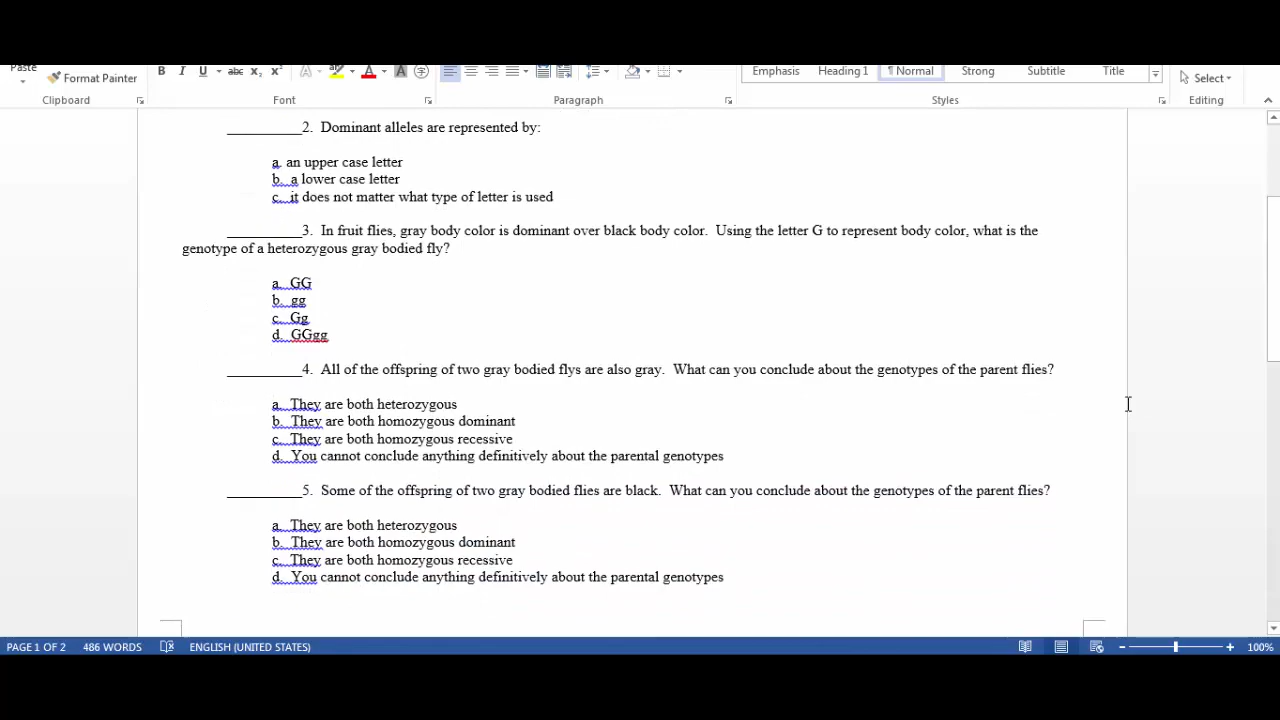 Paste
Format Painter
B I U abc x₂ x² A A A
Emphasis Heading 1 ¶ Normal Strong Subtitle Title
Select
Clipboard Font Paragraph Styles Editing
__________2. Dominant alleles are represented by:
a. an upper case letter
b. a lower case letter
c. it does not matter what type of letter is used
__________3. In fruit flies, gray body color is dominant over black body color. Using the letter G to represent body color, what is the
genotype of a heterozygous gray bodied fly?
a. GG
b. gg
c. Gg
d. GGgg
__________4. All of the offspring of two gray bodied flys are also gray. What can you conclude about the genotypes of the parent flies?
a. They are both heterozygous
b. They are both homozygous dominant
c. They are both homozygous recessive
d. You cannot conclude anything definitively about the parental genotypes
__________5. Some of the offspring of two gray bodied flies are black. What can you conclude about the genotypes of the parent flies?
a. They are both heterozygous
b. They are both homozygous dominant
c. They are both homozygous recessive
d. You cannot conclude anything definitively about the parental genotypes
PAGE 1 OF 2 486 WORDS ENGLISH (UNITED STATES) 100%